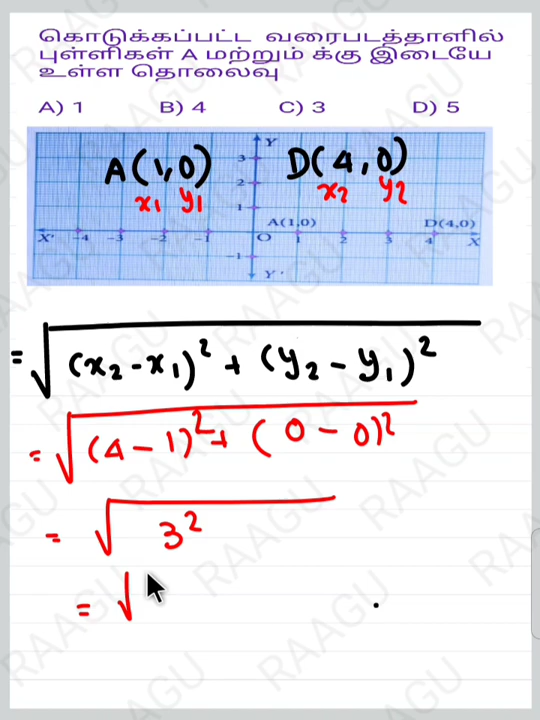 கொடுக்கப்பட்ட வரைபடத்தாளில்
புள்ளிகள் A மற்றும் க்கு இடையே
உள்ள தொலைவு
A) 1 B) 4 C) 3 D) 5
A(1,0) D(4,0)
x₁ y₁ x₂ y₂
Y
3
2
1
A(1,0) D(4,0)
X' -4 -3 -2 -1 O 1 2 3 4 X
-1
Y'
= √(x₂-x₁)² + (y₂-y₁)²
= √(4-1)² + (0-0)²
= √3²
= √
RAAGU